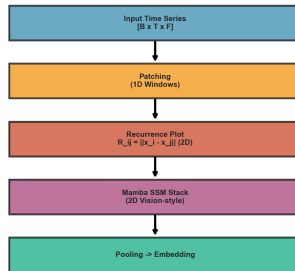 Input Time Series
[B x T x F]
Patching
(1D Windows)
Recurrence Plot
R_ij = ||x_i - x_j|| (2D)
Mamba SSM Stack
(2D Vision-style)
Pooling -> Embedding